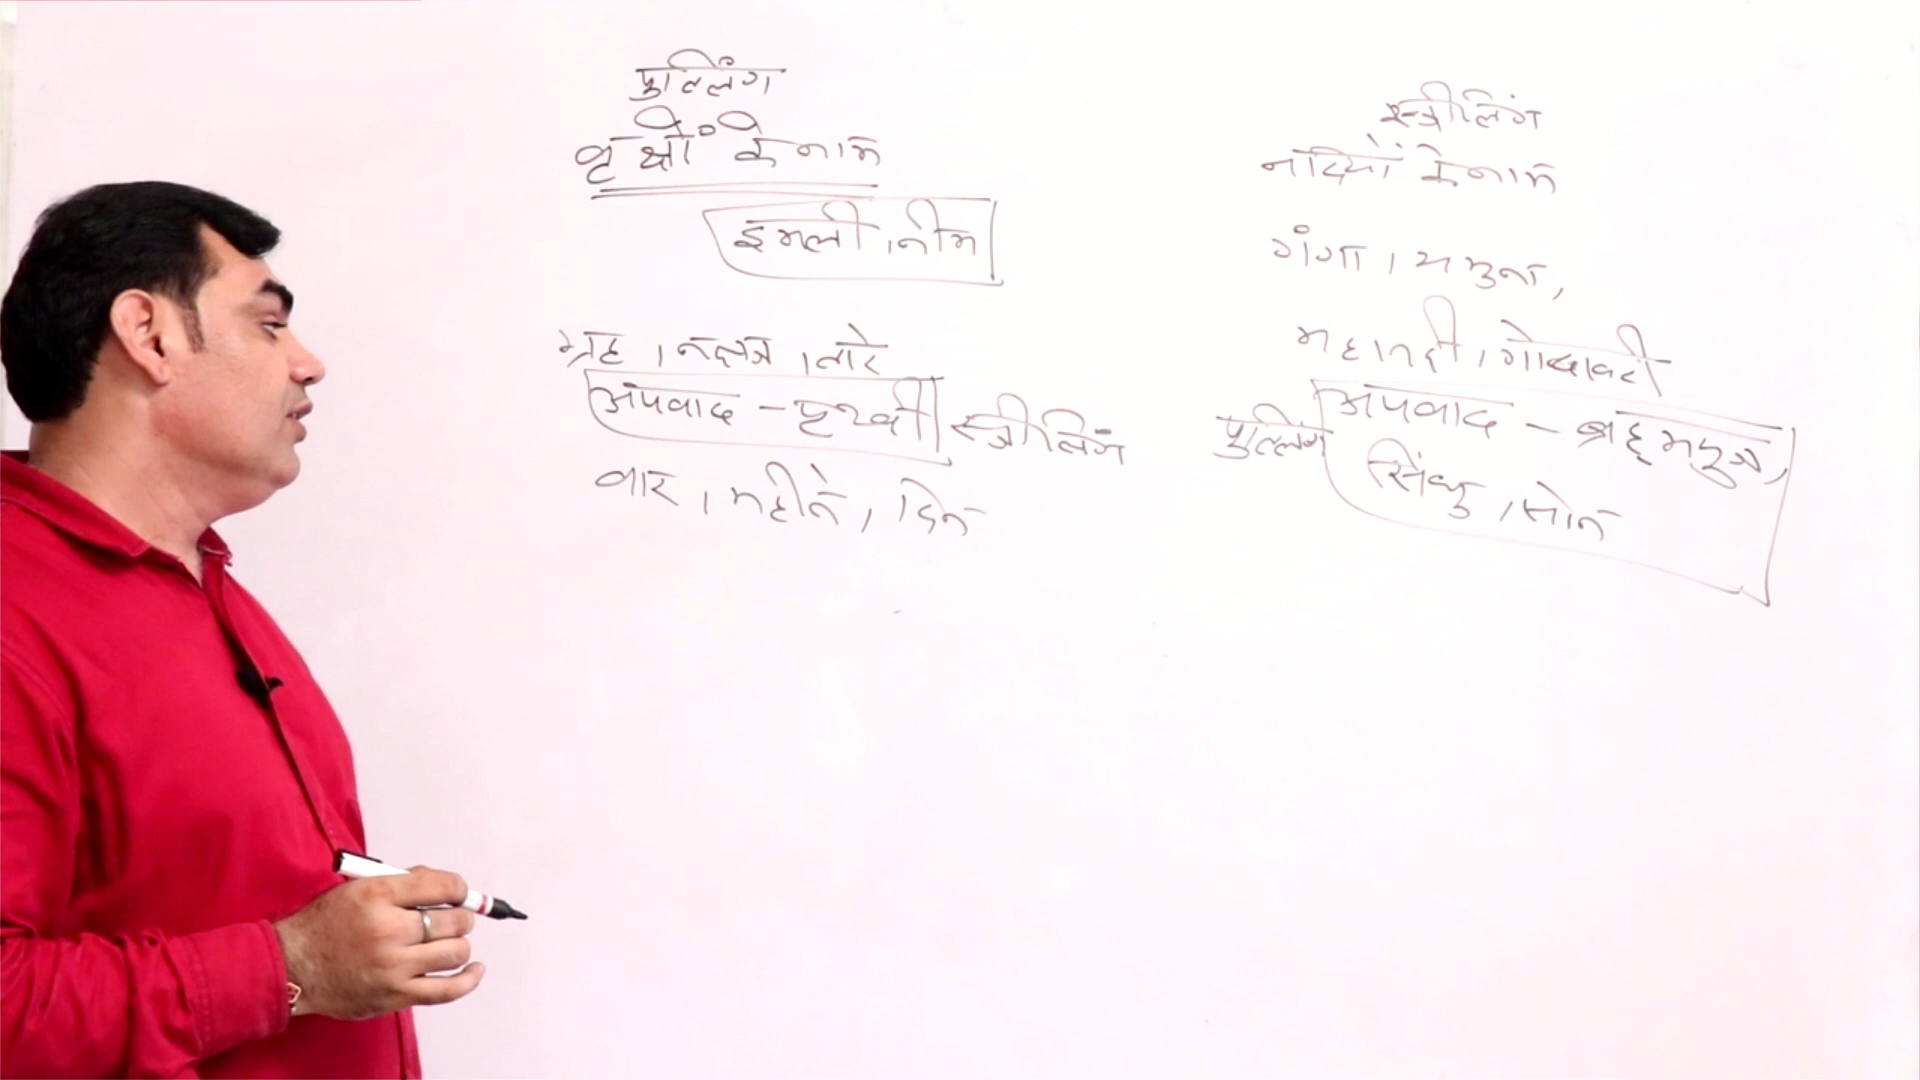 पुल्लिंग
वृक्षों के नाम
इमली, नीम
ग्रह, नक्षत्र, तारे
अपवाद - पृथ्वी स्त्रीलिंग
वार, महीने, दिन
स्त्रीलिंग
नदियों के नाम
गंगा, यमुना,
महानदी, गोदावरी
पुल्लिंग अपवाद - ब्रह्मपुत्र,
सिंधु, सोन